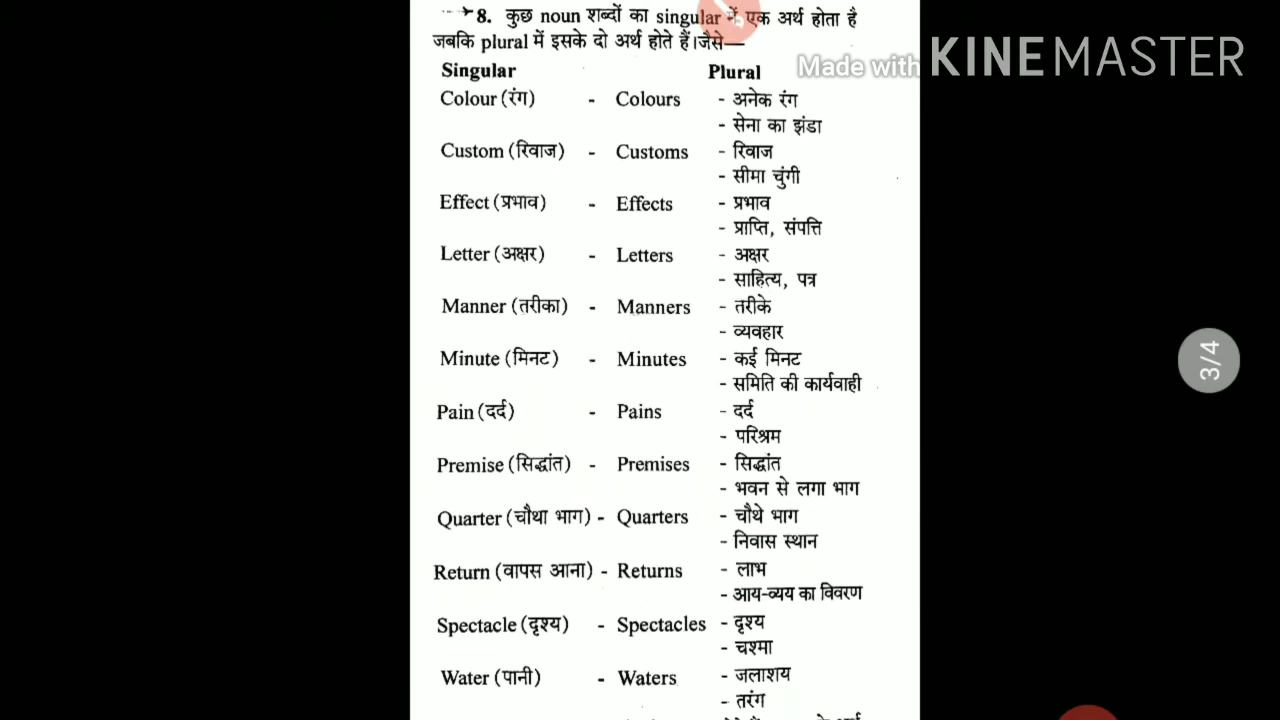 8. कुछ noun शब्दों का singular में एक अर्थ होता है
जबकि plural में इसके दो अर्थ होते हैं।जैसे—
Made with KINEMASTER
Singular Plural
Colour (रंग) - Colours - अनेक रंग
- सेना का झंडा
Custom (रिवाज) - Customs - रिवाज
- सीमा चुंगी
Effect (प्रभाव) - Effects - प्रभाव
- प्राप्ति, संपत्ति
Letter (अक्षर) - Letters - अक्षर
- साहित्य, पत्र
Manner (तरीका) - Manners - तरीके
- व्यवहार
Minute (मिनट) - Minutes - कई मिनट
- समिति की कार्यवाही
3/4
Pain (दर्द) - Pains - दर्द
- परिश्रम
Premise (सिद्धांत) - Premises - सिद्धांत
- भवन से लगा भाग
Quarter (चौथा भाग) - Quarters - चौथे भाग
- निवास स्थान
Return (वापस आना) - Returns - लाभ
- आय-व्यय का विवरण
Spectacle (दृश्य) - Spectacles - दृश्य
- चश्मा
Water (पानी) - Waters - जलाशय
- तरंग